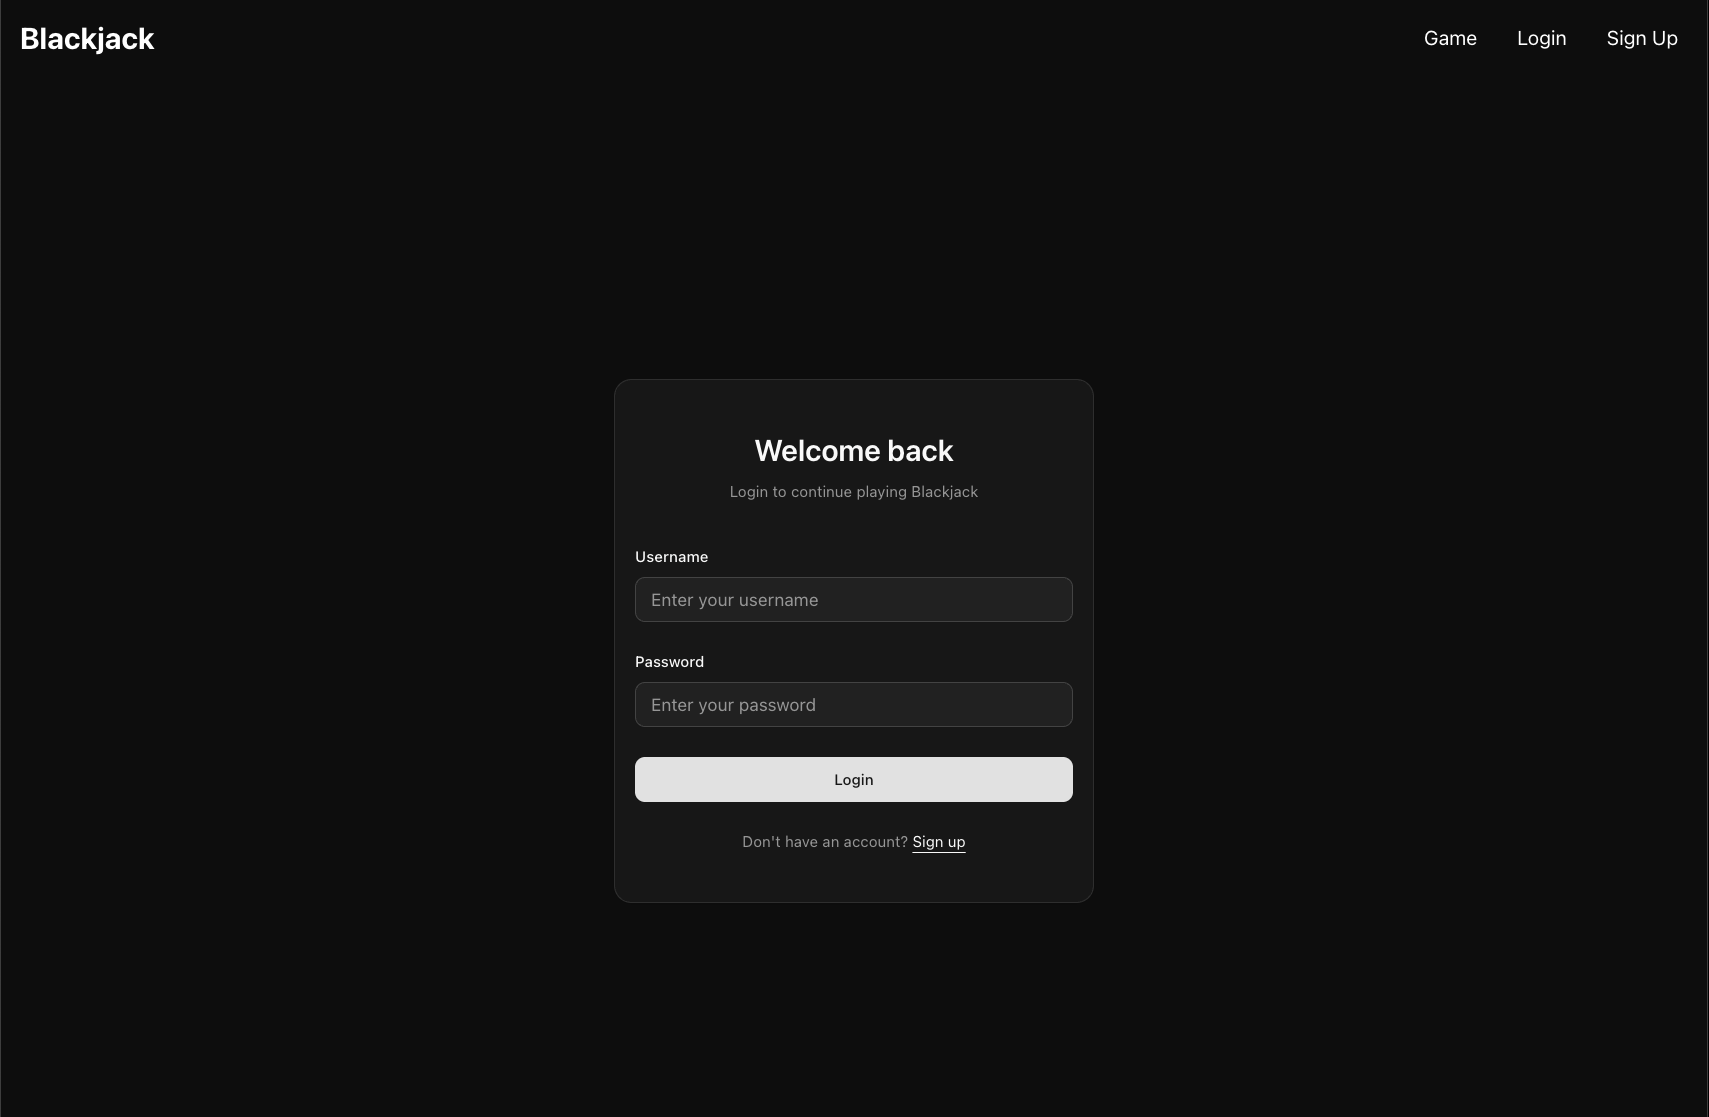 Blackjack
Game Login Sign Up
Welcome back
Login to continue playing Blackjack
Username
Enter your username
Password
Enter your password
Login
Don't have an account? Sign up